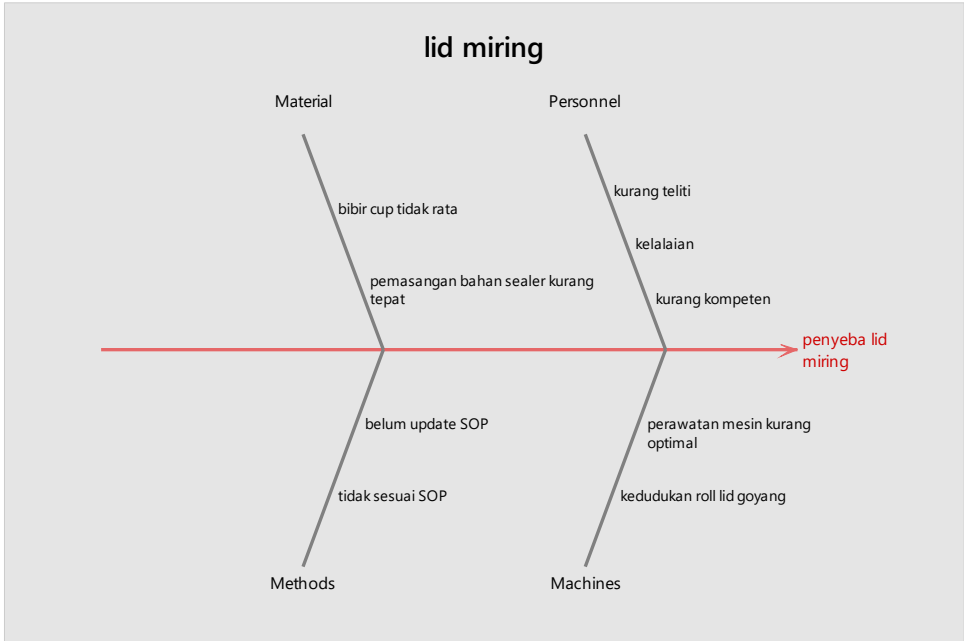 lid miring
Material
Personnel
bibir cup tidak rata
pemasangan bahan sealer kurang
tepat
kurang teliti
kelalaian
kurang kompeten
penyeba lid
miring
belum update SOP
tidak sesuai SOP
perawatan mesin kurang
optimal
kedudukan roll lid goyang
Methods
Machines